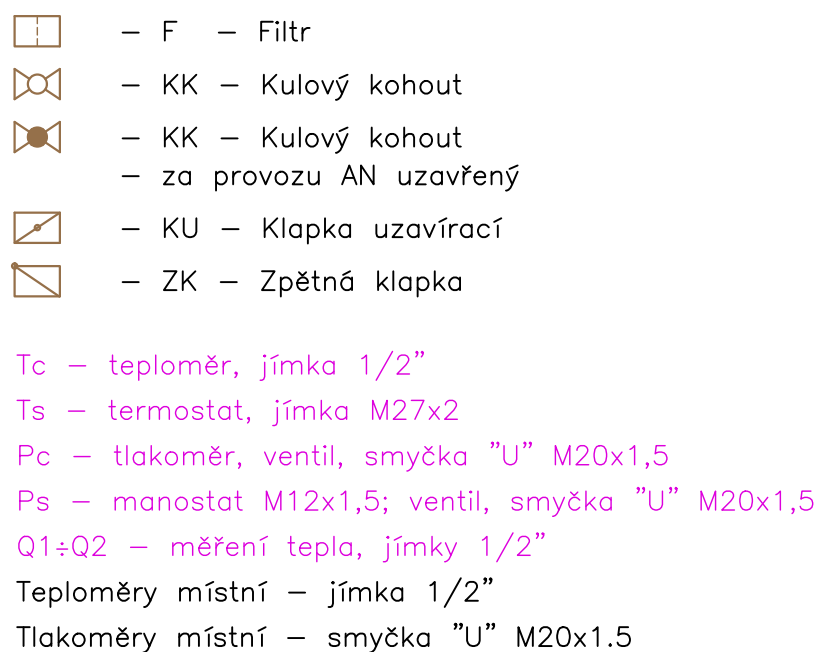 – F – Filtr
– KK – Kulový kohout
– KK – Kulový kohout
– za provozu AN uzavřený
– KU – Klapka uzavírací
– ZK – Zpětná klapka
Tc – teploměr, jímka 1/2”
Ts – termostat, jímka M27x2
Pc – tlakoměr, ventil, smyčka ”U” M20x1,5
Ps – manostat M12x1,5; ventil, smyčka ”U” M20x1,5
Q1÷Q2 – měření tepla, jímky 1/2”
Teploměry místní – jímka 1/2”
Tlakoměry místní – smyčka ”U” M20x1.5